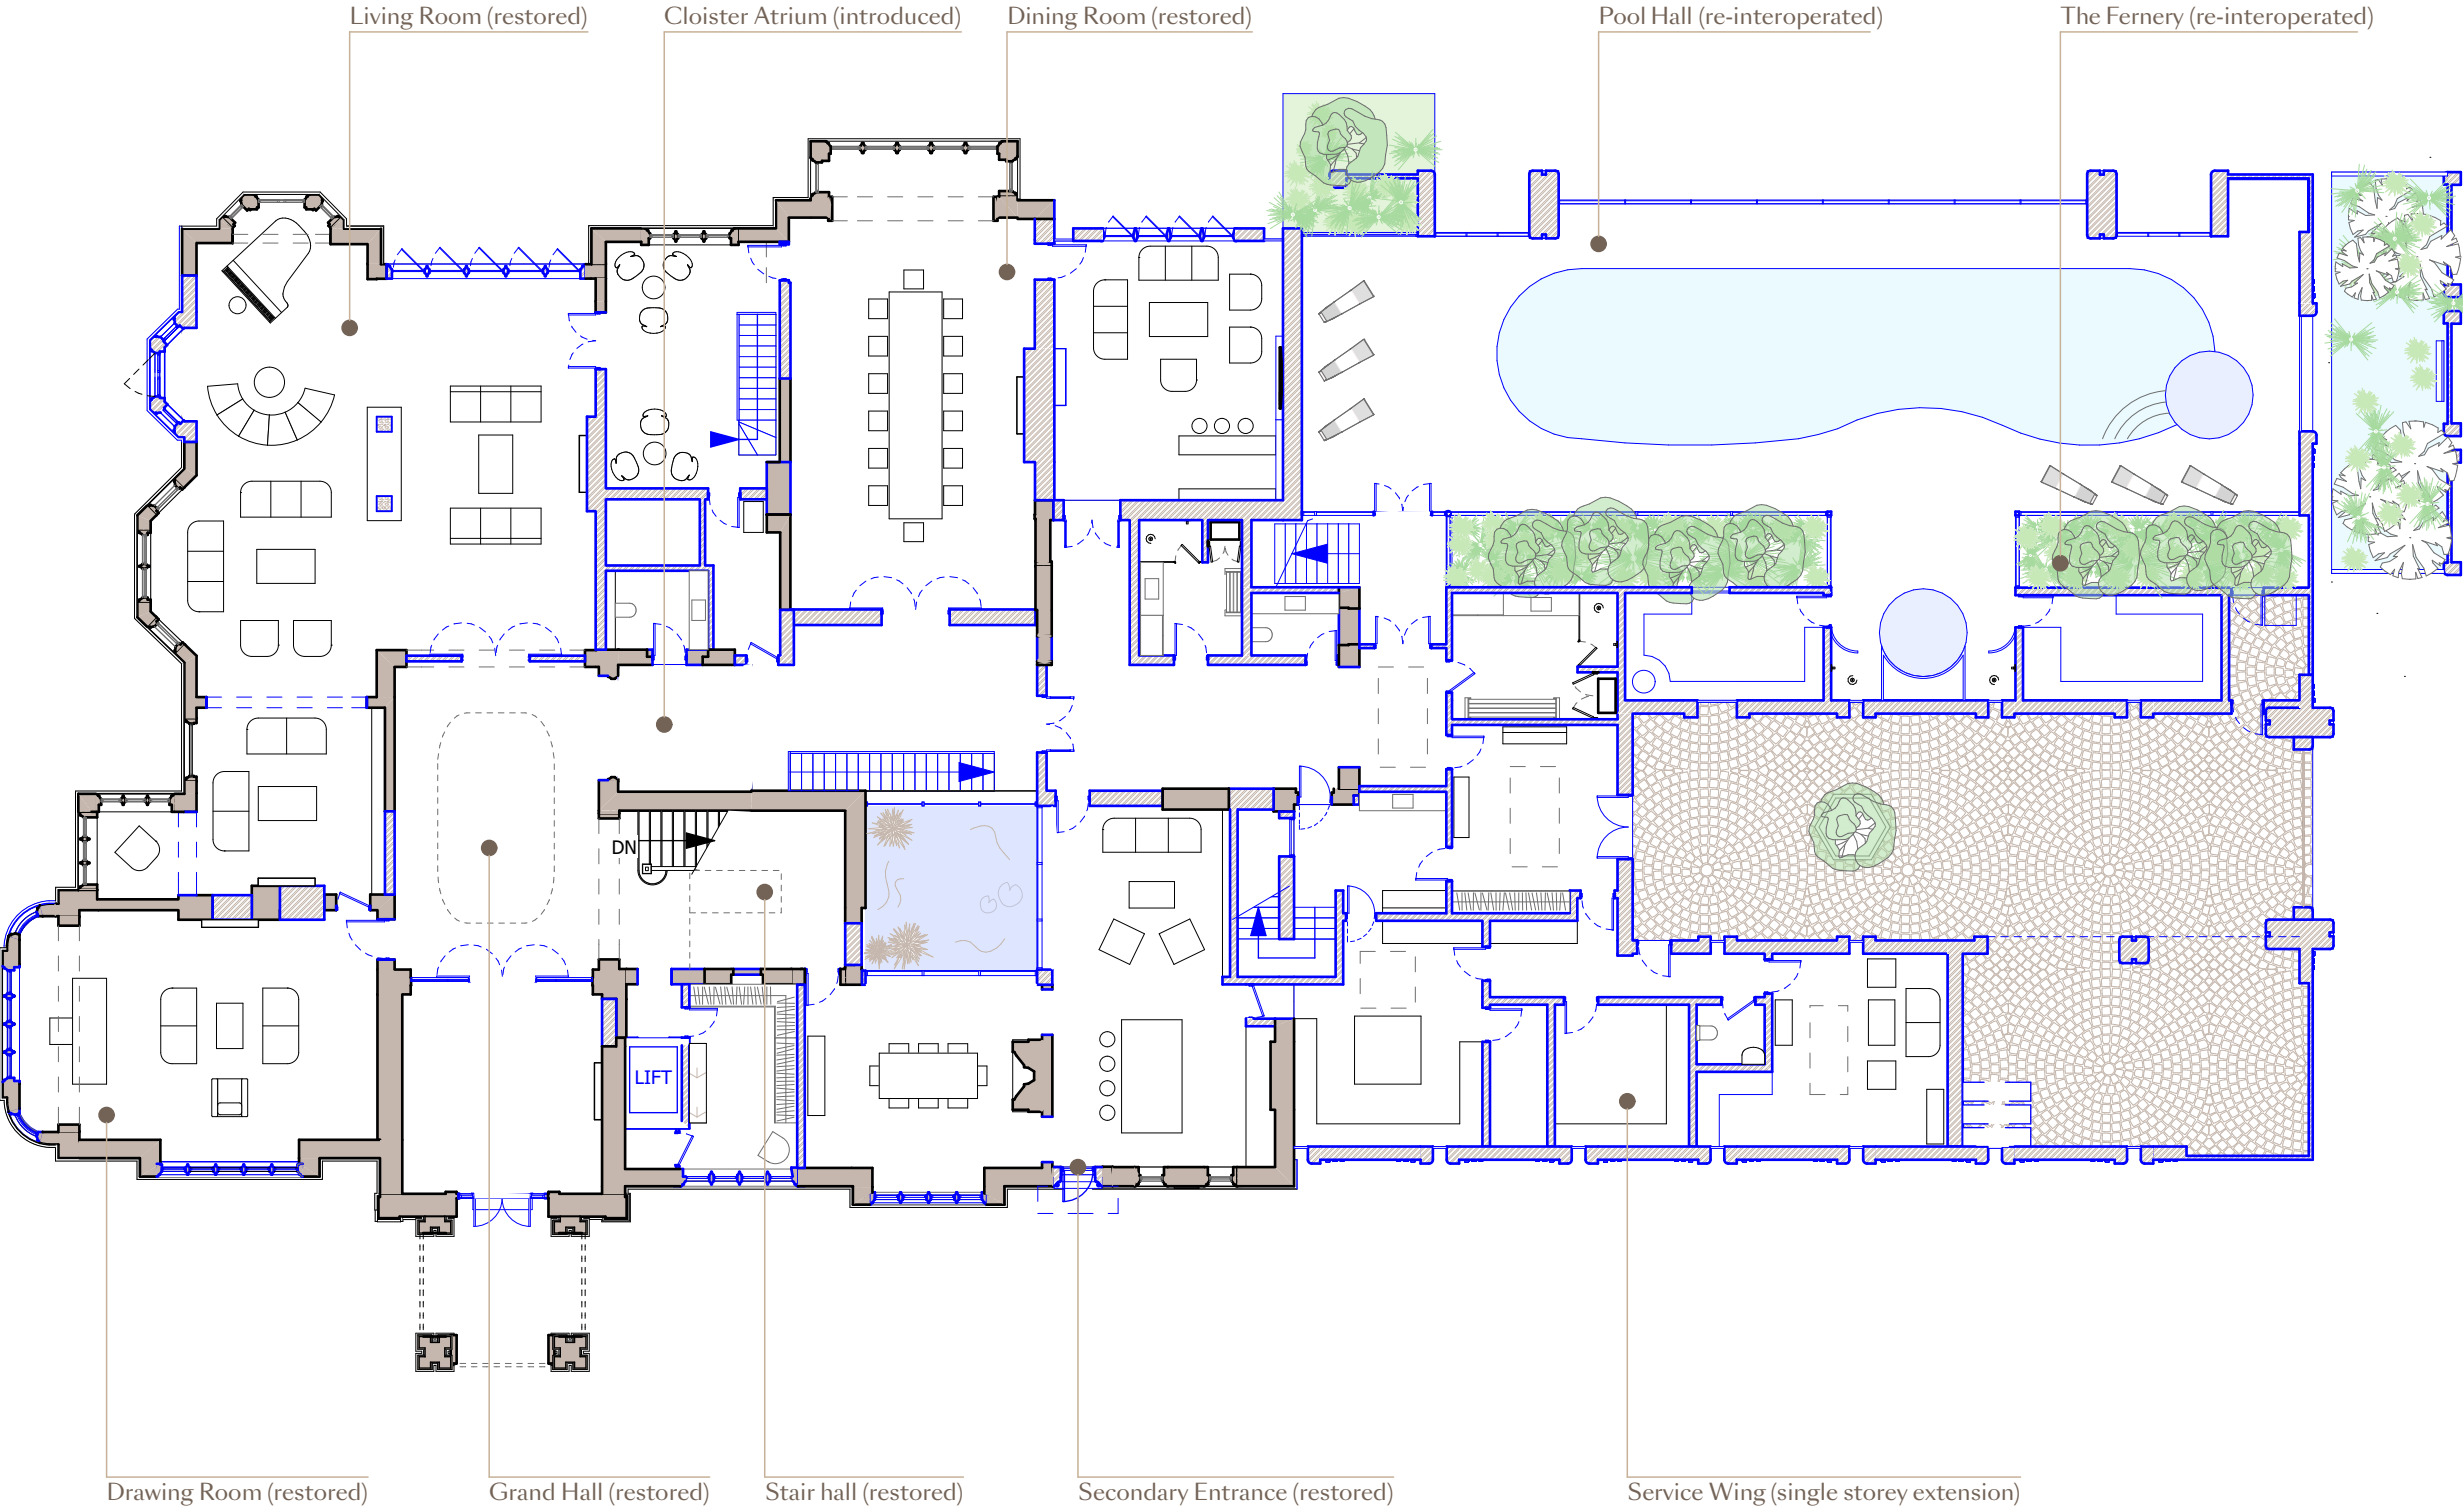 Living Room (restored)
Cloister Atrium (introduced)
Dining Room (restored)
Pool Hall (re-interoperated)
The Fernery (re-interoperated)
DN
LIFT
Drawing Room (restored)
Grand Hall (restored)
Stair hall (restored)
Secondary Entrance (restored)
Service Wing (single storey extension)